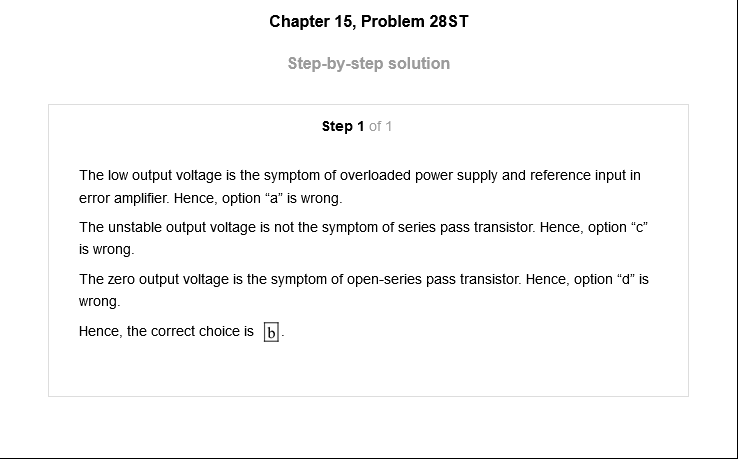 Chapter 15, Problem 28ST
Step-by-step solution
Step 1 of 1
The low output voltage is the symptom of overloaded power supply and reference input in
error amplifier. Hence, option “a” is wrong.
The unstable output voltage is not the symptom of series pass transistor. Hence, option “c”
is wrong.
The zero output voltage is the symptom of open-series pass transistor. Hence, option “d” is
wrong.
Hence, the correct choice is b.